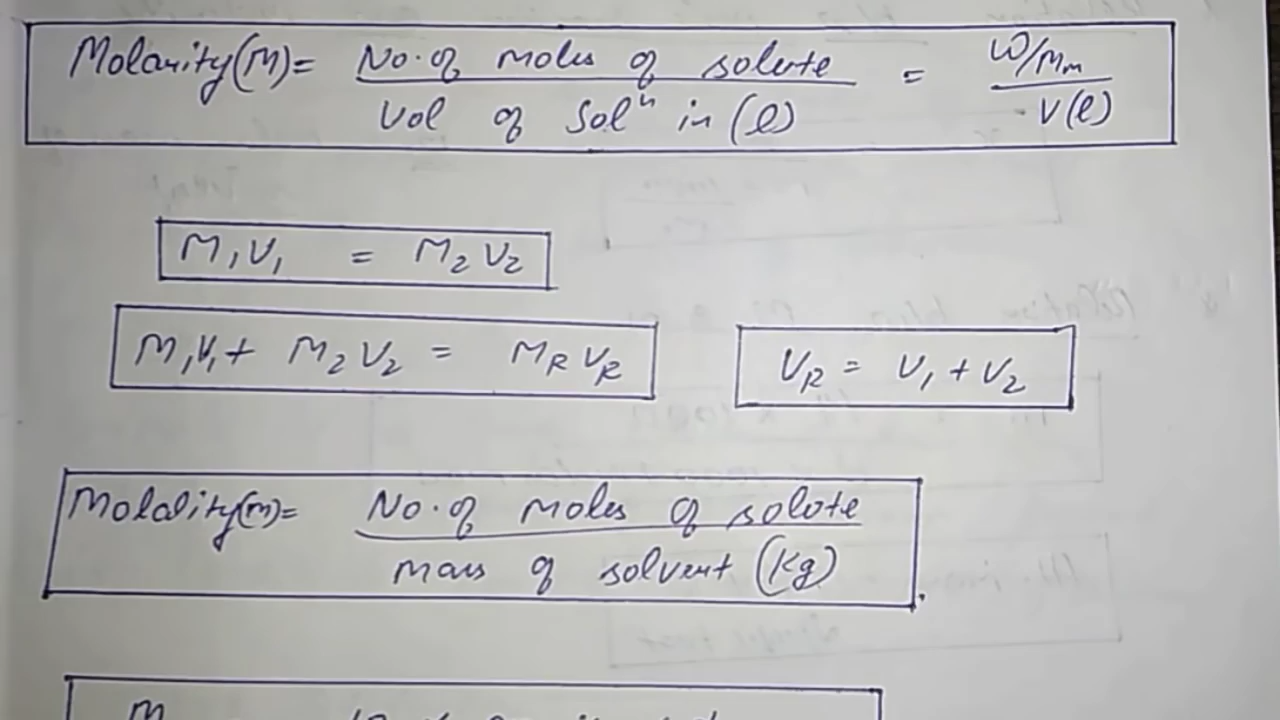 Molarity(M)= No. of moles of solute = W/Mm
Vol of Solⁿ in (l) V(l)
M₁V₁ = M₂V₂
M₁V₁ + M₂V₂ = MRVR VR = V₁ + V₂
Molality(m)= No. of moles of solute
mass of solvent (Kg)
m